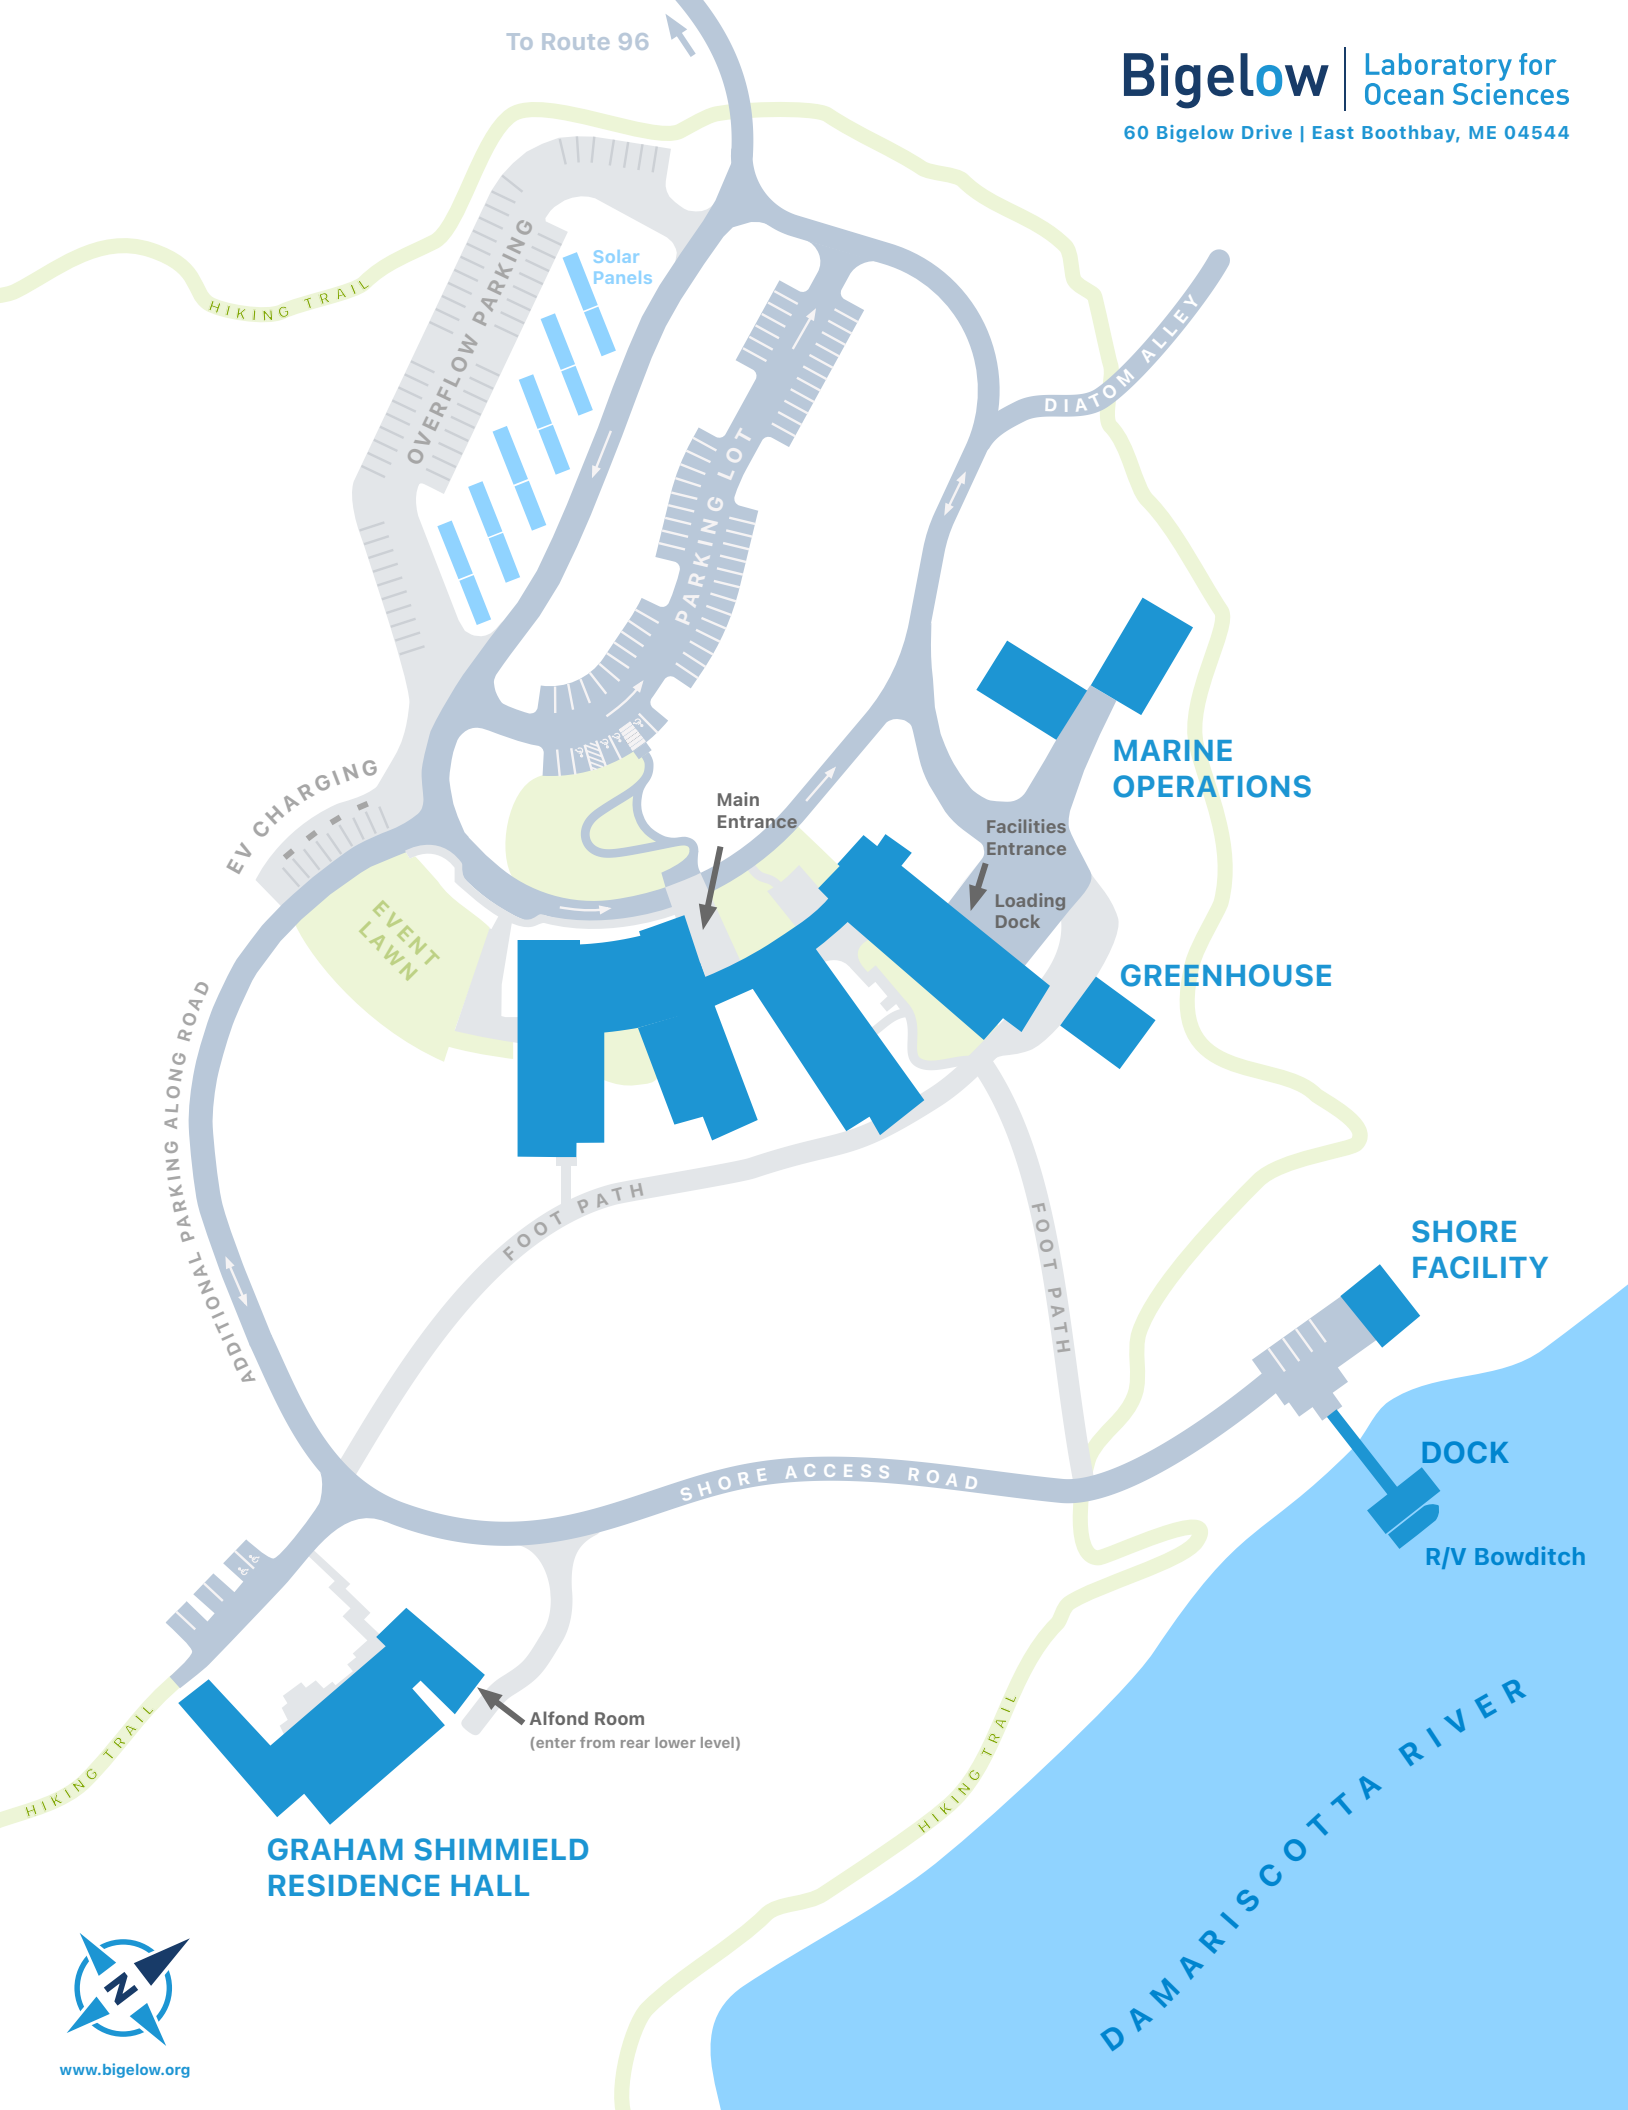 To Route 96
Bigelow
Laboratory for
Ocean Sciences
60 Bigelow Drive | East Boothbay, ME 04544
HIKING TRAIL
OVERFLOW PARKING
Solar
Panels
DIATOM ALLEY
PARKING LOT
MARINE
OPERATIONS
EV CHARGING
Main
Entrance
Facilities
Entrance
Loading
Dock
EVENT
LAWN
GREENHOUSE
ADDITIONAL PARKING ALONG ROAD
FOOT PATH
FOOT PATH
SHORE
FACILITY
SHORE ACCESS ROAD
DOCK
R/V Bowditch
Alfond Room
(enter from rear lower level)
HIKING TRAIL
HIKING TRAIL
DAMARISCOTTA RIVER
GRAHAM SHIMMIELD
RESIDENCE HALL
N
www.bigelow.org